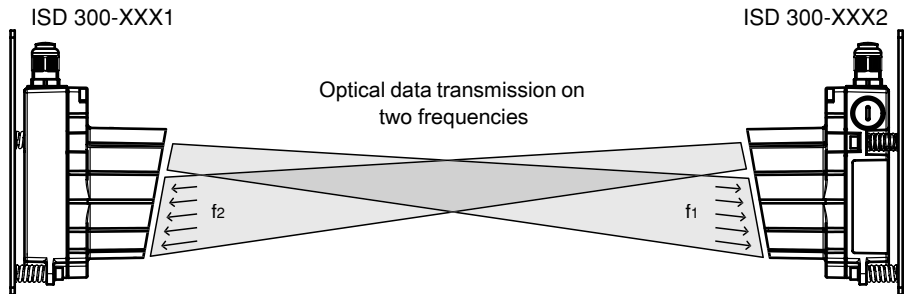 ISD 300-XXX1
ISD 300-XXX2
Optical data transmission on
two frequencies
f2
f1